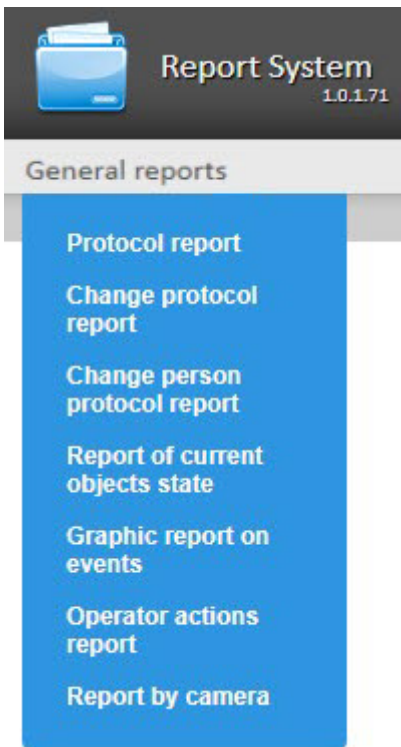 Report System
1.0.1.71
General reports
Protocol report
Change protocol
report
Change person
protocol report
Report of current
objects state
Graphic report on
events
Operator actions
report
Report by camera